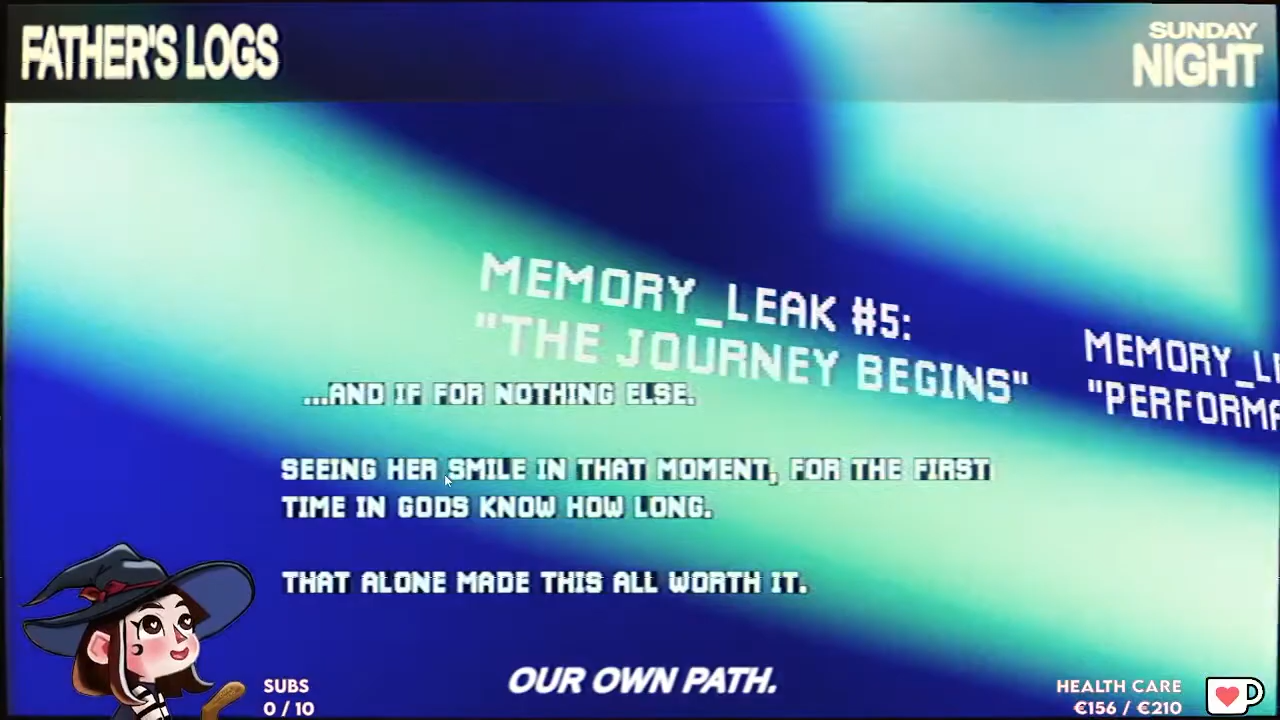 FATHER'S LOGS
SUNDAY
NIGHT
MEMORY_LEAK #5:
"THE JOURNEY BEGINS"
MEMORY_L
"PERFORMA
...AND IF FOR NOTHING ELSE.
SEEING HER SMILE IN THAT MOMENT, FOR THE FIRST
TIME IN GODS KNOW HOW LONG.
THAT ALONE MADE THIS ALL WORTH IT.
OUR OWN PATH.
SUBS
0 / 10
HEALTH CARE
€156 / €210